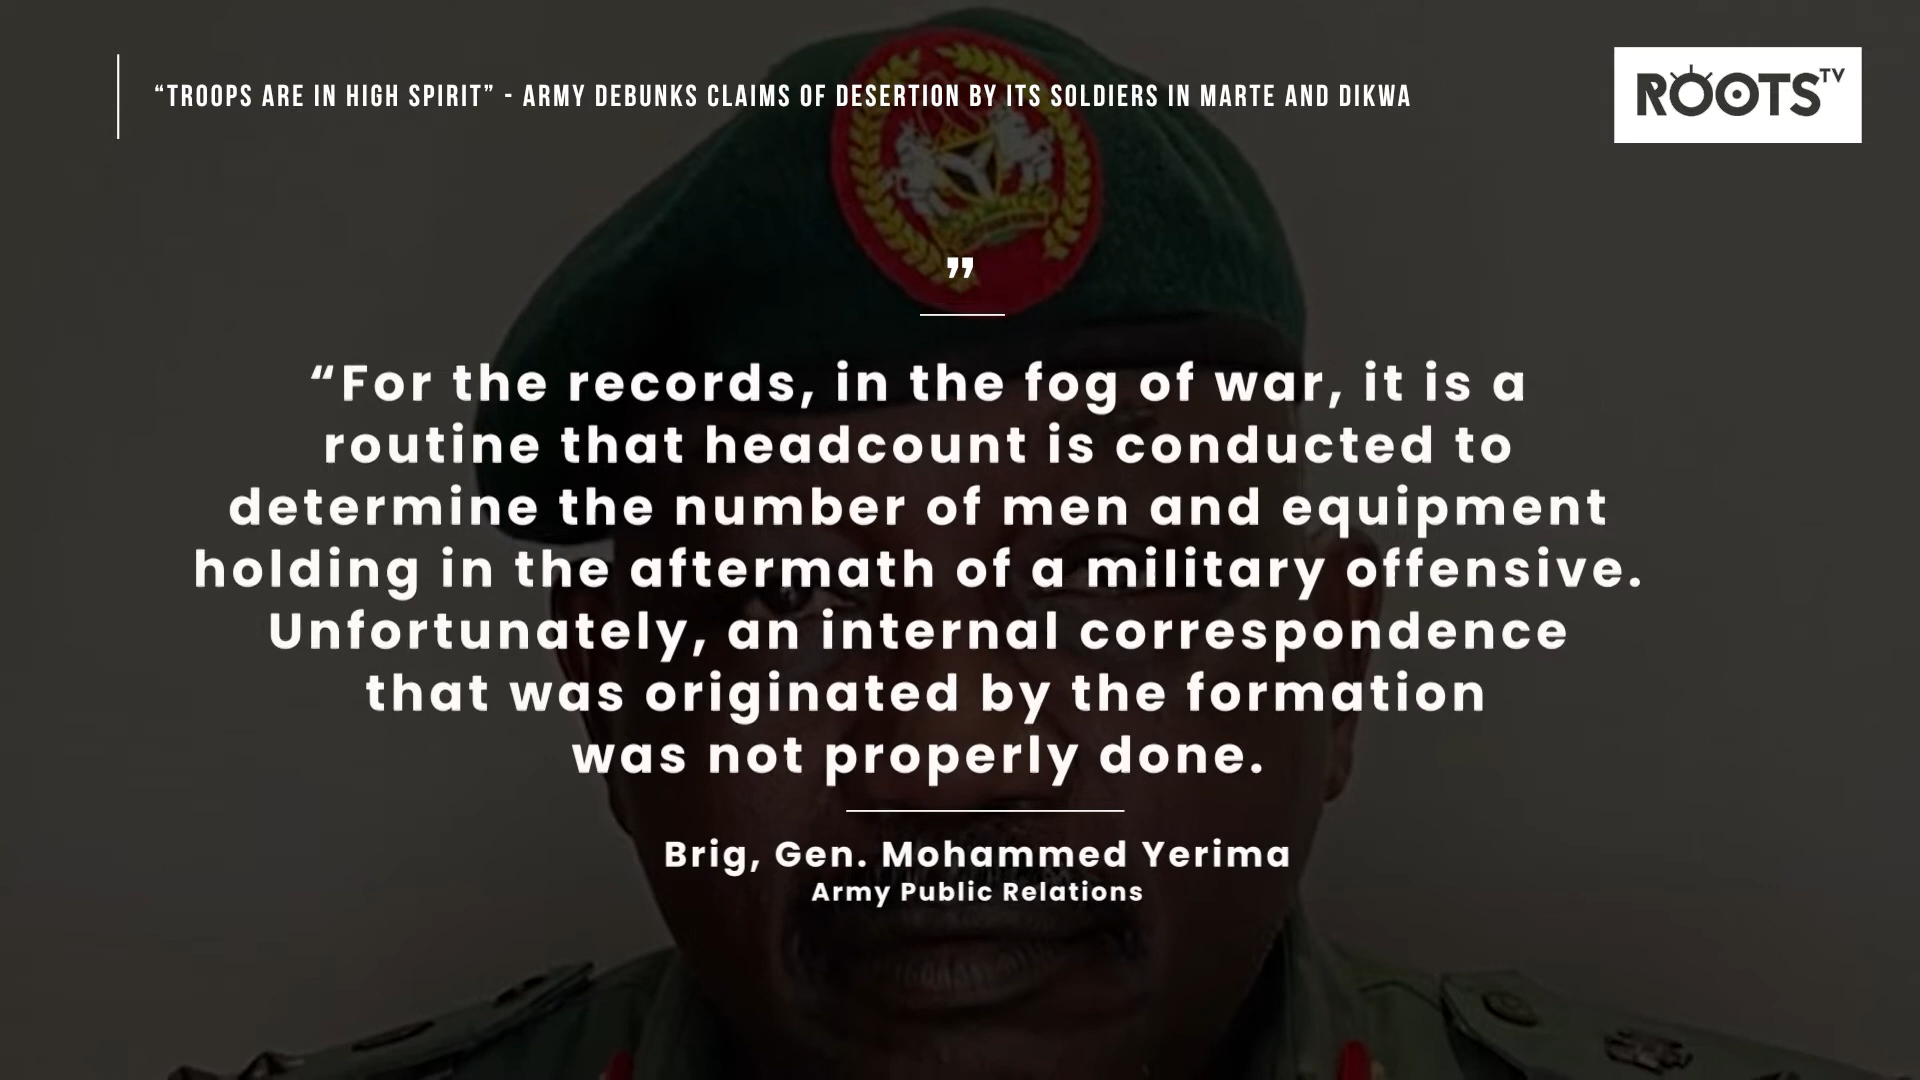 “TROOPS ARE IN HIGH SPIRIT” - ARMY DEBUNKS CLAIMS OF DESERTION BY ITS SOLDIERS IN MARTE AND DIKWA
ROOTS TV
”
“For the records, in the fog of war, it is a
routine that headcount is conducted to
determine the number of men and equipment
holding in the aftermath of a military offensive.
Unfortunately, an internal correspondence
that was originated by the formation
was not properly done.
Brig, Gen. Mohammed Yerima
Army Public Relations